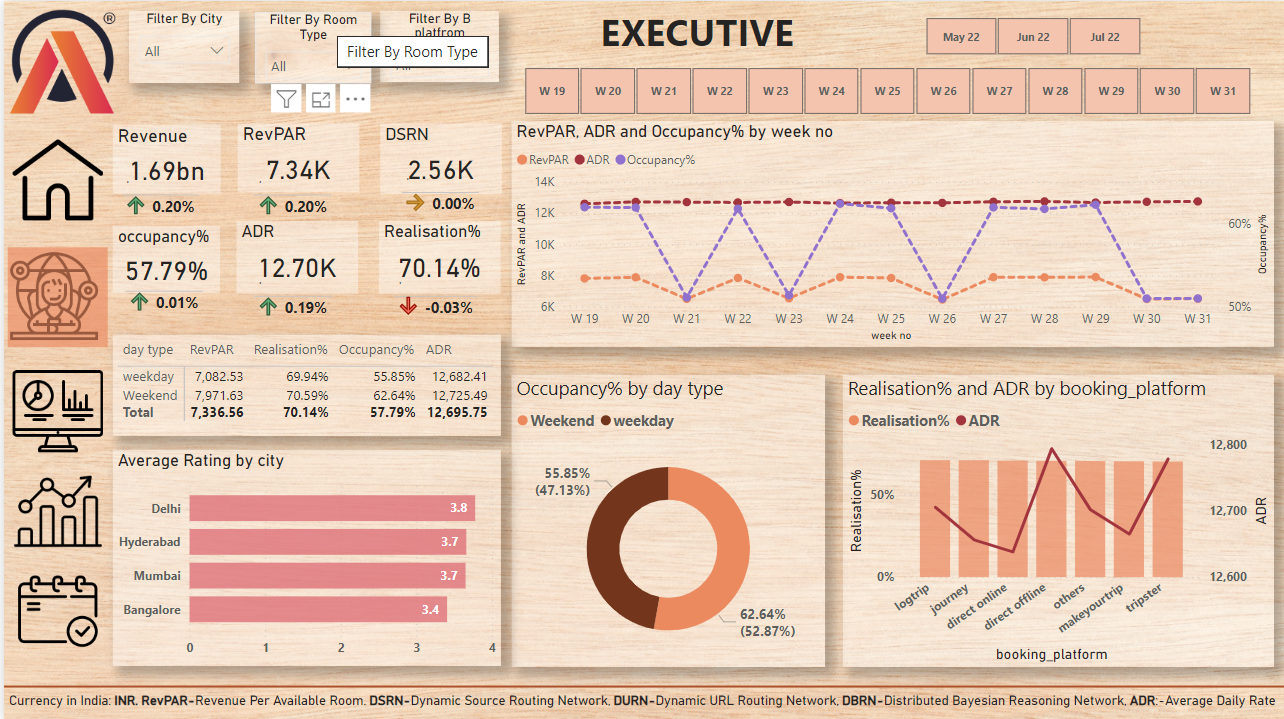 ®
Filter By City
All
Filter By Room
Type
All
Filter By B
platfrom
Filter By Room Type
EXECUTIVE
May 22
Jun 22
Jul 22
W 19
W 20
W 21
W 22
W 23
W 24
W 25
W 26
W 27
W 28
W 29
W 30
W 31
Revenue
1.69bn
0.20%
RevPAR
7.34K
0.20%
DSRN
2.56K
0.00%
occupancy%
57.79%
0.01%
ADR
12.70K
0.19%
Realisation%
70.14%
-0.03%
RevPAR, ADR and Occupancy% by week no
RevPAR ADR Occupancy%
RevPAR and ADR
14K
12K
10K
8K
6K
60%
50%
Occupancy%
W 19 W 20 W 21 W 22 W 23 W 24 W 25 W 26 W 27 W 28 W 29 W 30 W 31
week no
day type RevPAR Realisation% Occupancy% ADR
weekday 7,082.53 69.94% 55.85% 12,682.41
Weekend 7,971.63 70.59% 62.64% 12,725.49
Total 7,336.56 70.14% 57.79% 12,695.75
Average Rating by city
Delhi 3.8
Hyderabad 3.7
Mumbai 3.7
Bangalore 3.4
0 1 2 3 4
Occupancy% by day type
Weekend weekday
55.85%
(47.13%)
62.64%
(52.87%)
Realisation% and ADR by booking_platform
Realisation% ADR
Realisation%
50%
0%
12,800
12,700
12,600
ADR
logtrip
journey
direct online
direct offline
others
makeyourtrip
tripster
booking_platform
Currency in India: INR. RevPAR-Revenue Per Available Room. DSRN-Dynamic Source Routing Network, DURN-Dynamic URL Routing Network, DBRN-Distributed Bayesian Reasoning Network, ADR:-Average Daily Rate